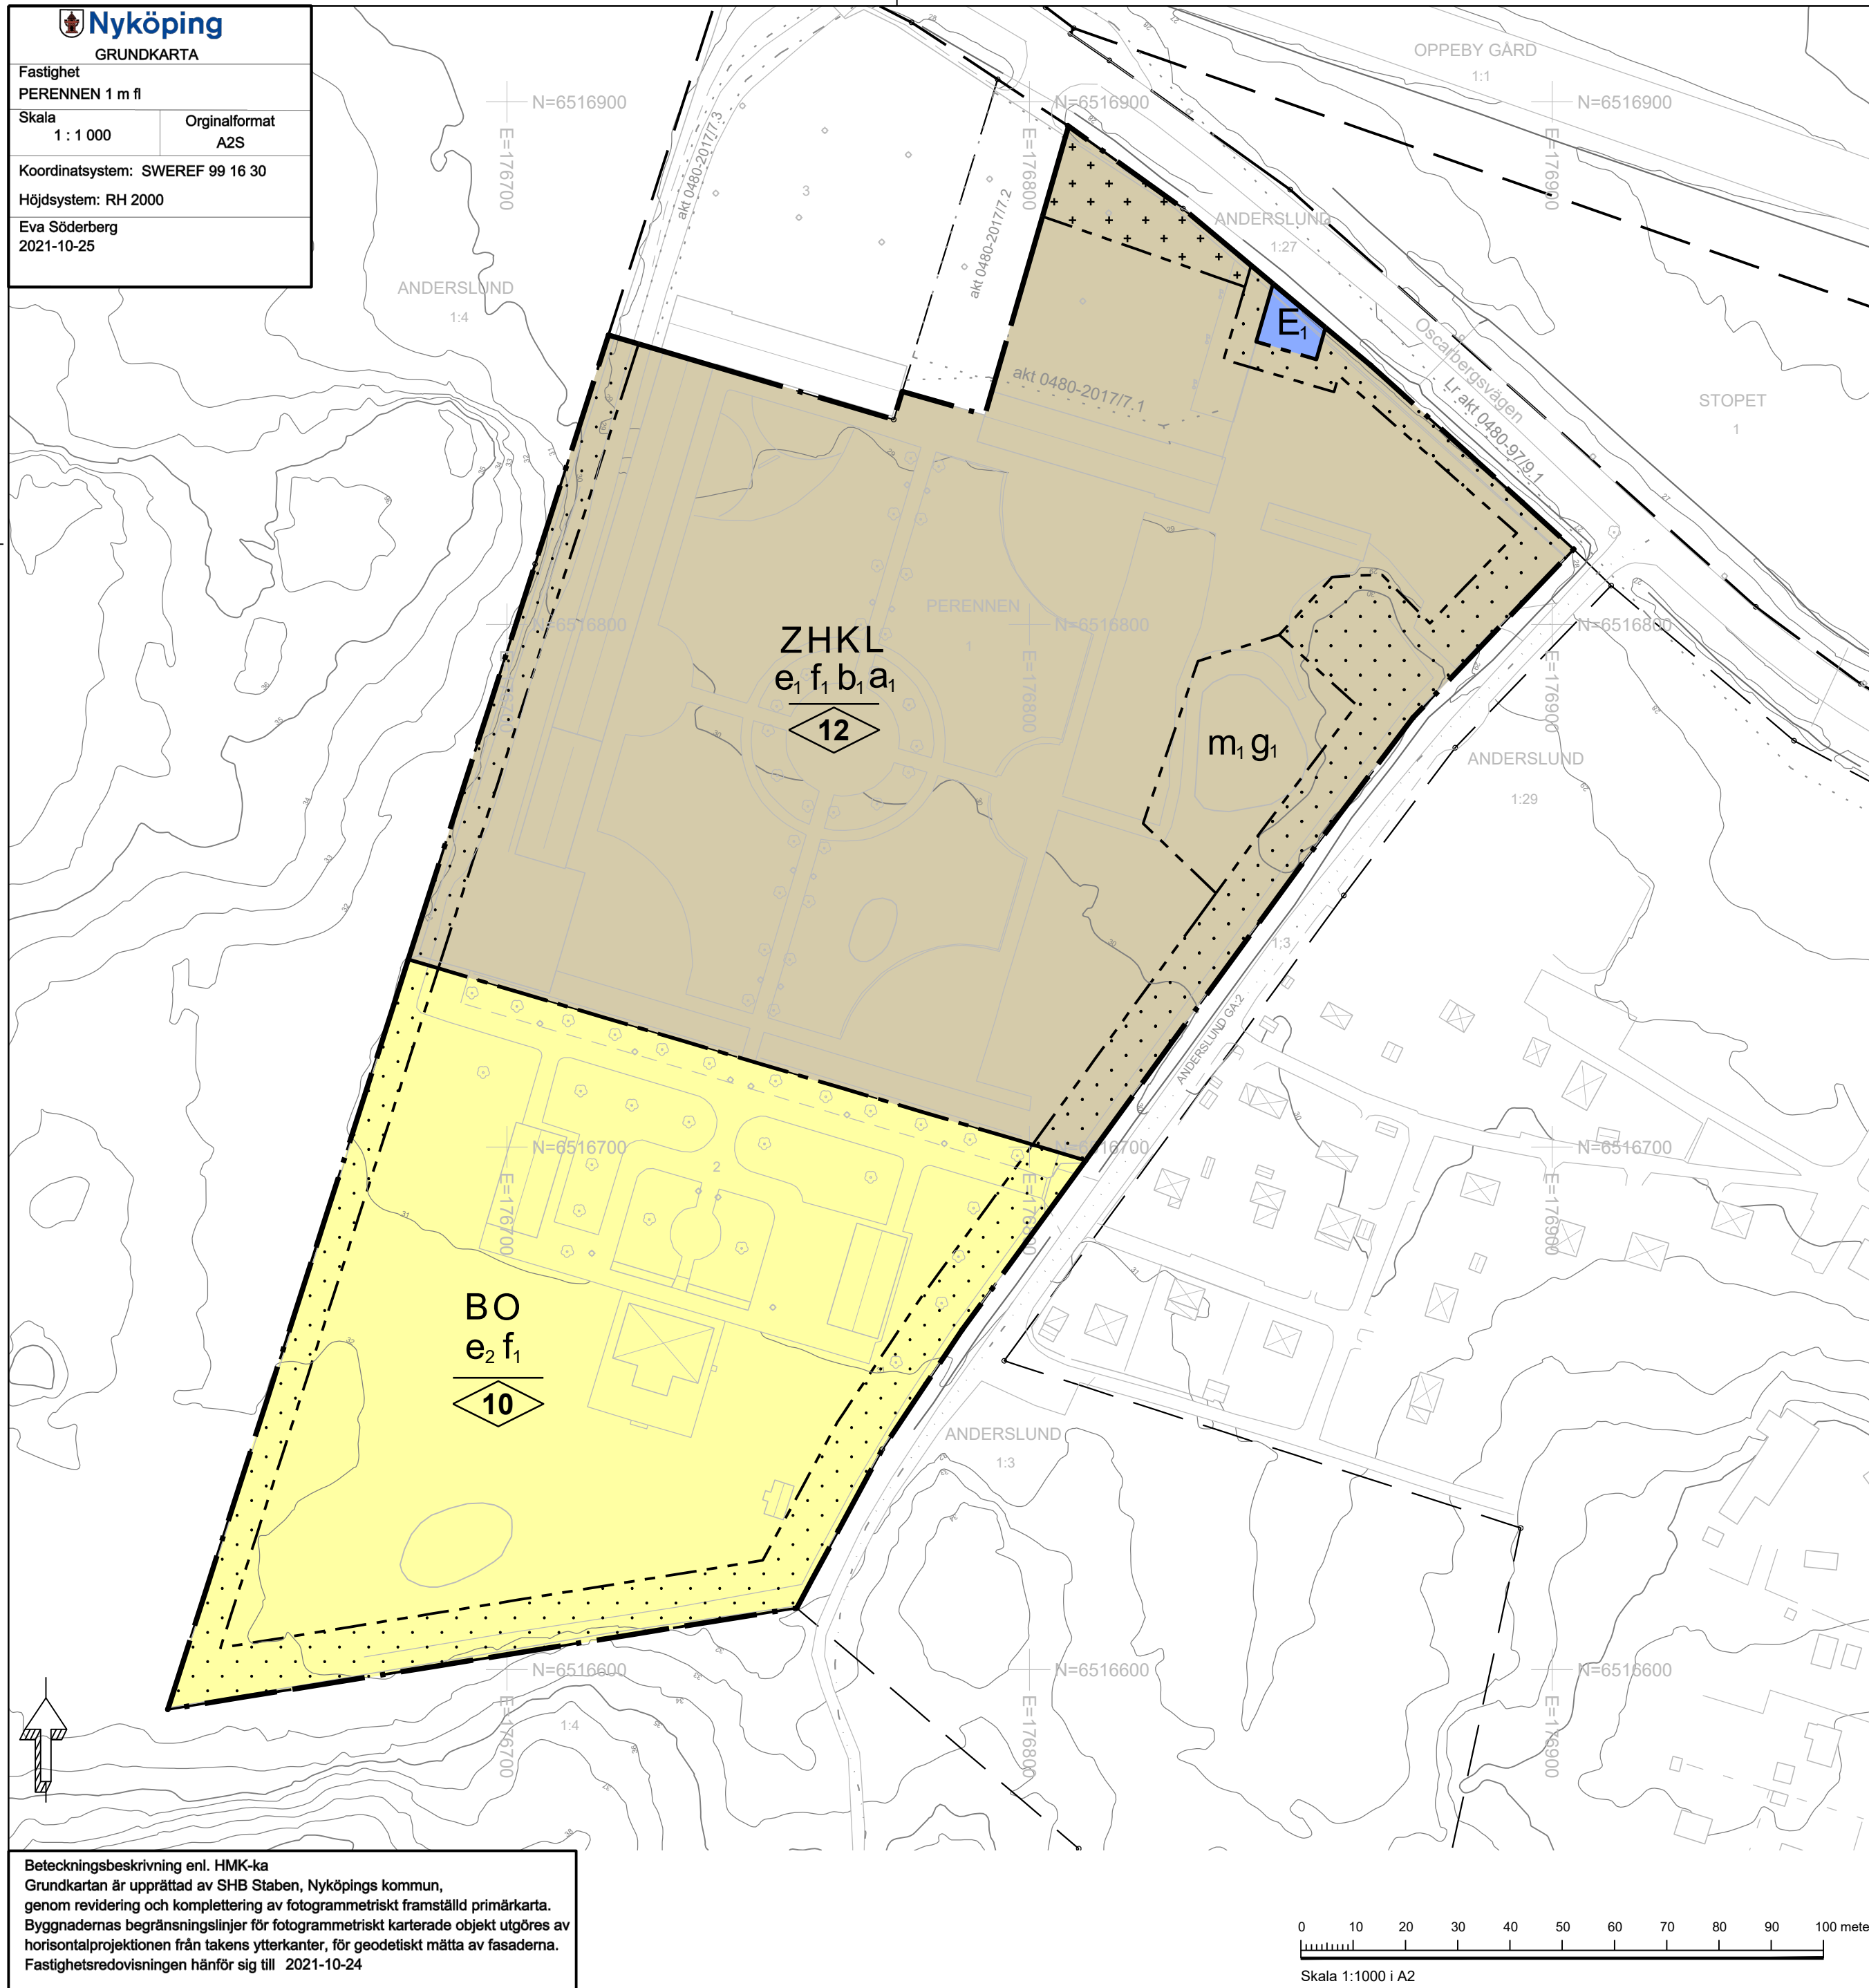 Nyköping
GRUNDKARTA
Fastighet
PERENNEN 1 m fl
Skala
1 : 1 000
Orginalformat
A2S
Koordinatsystem: SWEREF 99 16 30
Höjdsystem: RH 2000
Eva Söderberg
2021-10-25
OPPEBY GÅRD
1:1
N=6516900
N=6516900
N=6516900
E=176700
E=176800
E=176900
akt 0480-2017/7.3
3
akt 0480-2017/7.2
ANDERSLUND
1:27
ANDERSLUND
1:4
E1
Oscarbergsvägen
Lr akt 0480-97/9.1
akt 0480-2017/7.1
STOPET
1
PERENNEN
1
N=6516800
N=6516800
N=6516800
E=176700
E=176800
E=176900
ZHKL
e1 f1 b1 a1
12
m1 g1
ANDERSLUND
1:29
1:3
ANDERSLUND GA:2
N=6516700
N=6516700
N=6516700
E=176700
E=176800
E=176900
2
BO
e2 f1
10
ANDERSLUND
1:3
N=6516600
N=6516600
N=6516600
E=176700
E=176800
E=176900
1:4
Beteckningsbeskrivning enl. HMK-ka
Grundkartan är upprättad av SHB Staben, Nyköpings kommun,
genom revidering och komplettering av fotogrammetriskt framställd primärkarta.
Byggnadernas begränsningslinjer för fotogrammetriskt karterade objekt utgöres av
horisontalprojektionen från takens ytterkanter, för geodetiskt mätta av fasaderna.
Fastighetsredovisningen hänför sig till 2021-10-24
0 10 20 30 40 50 60 70 80 90 100 mete
Skala 1:1000 i A2